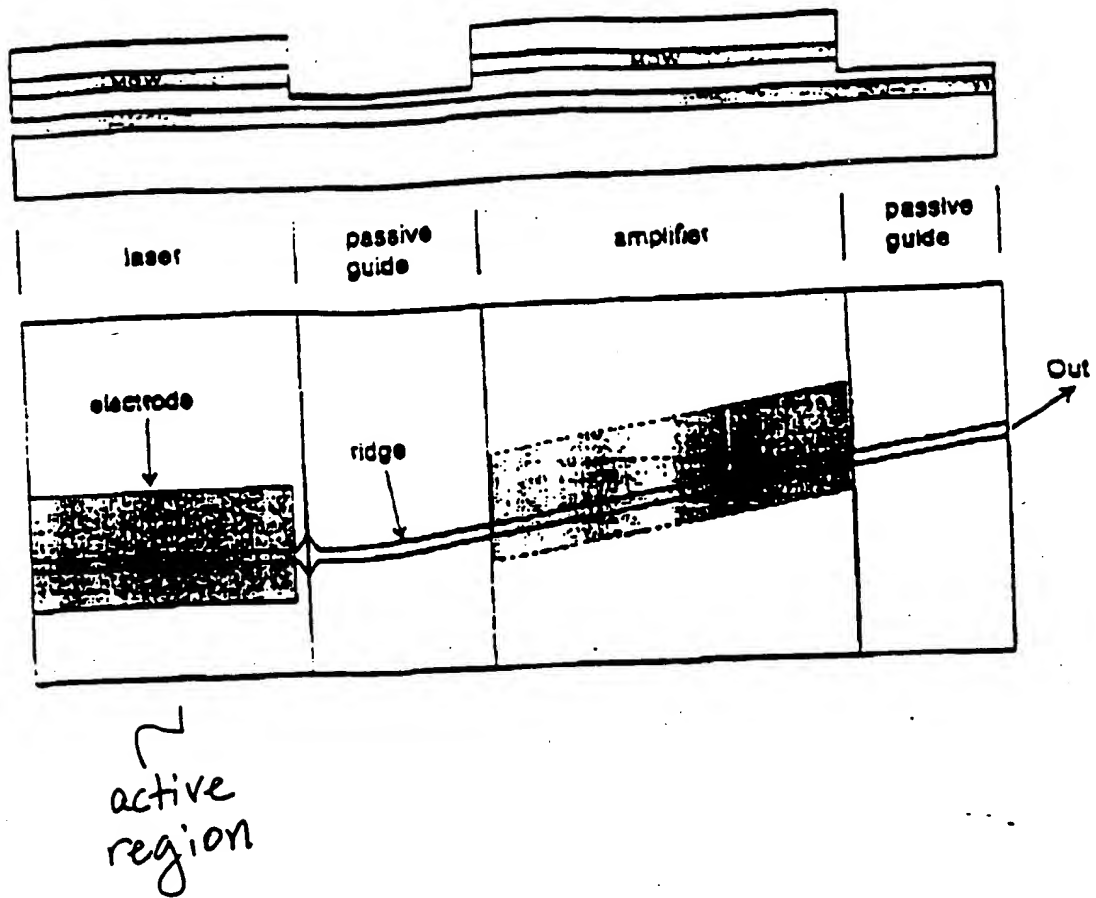 MQW
MQW
laser
passive
guide
amplifier
passive
guide
electrode
ridge
Out
active
region